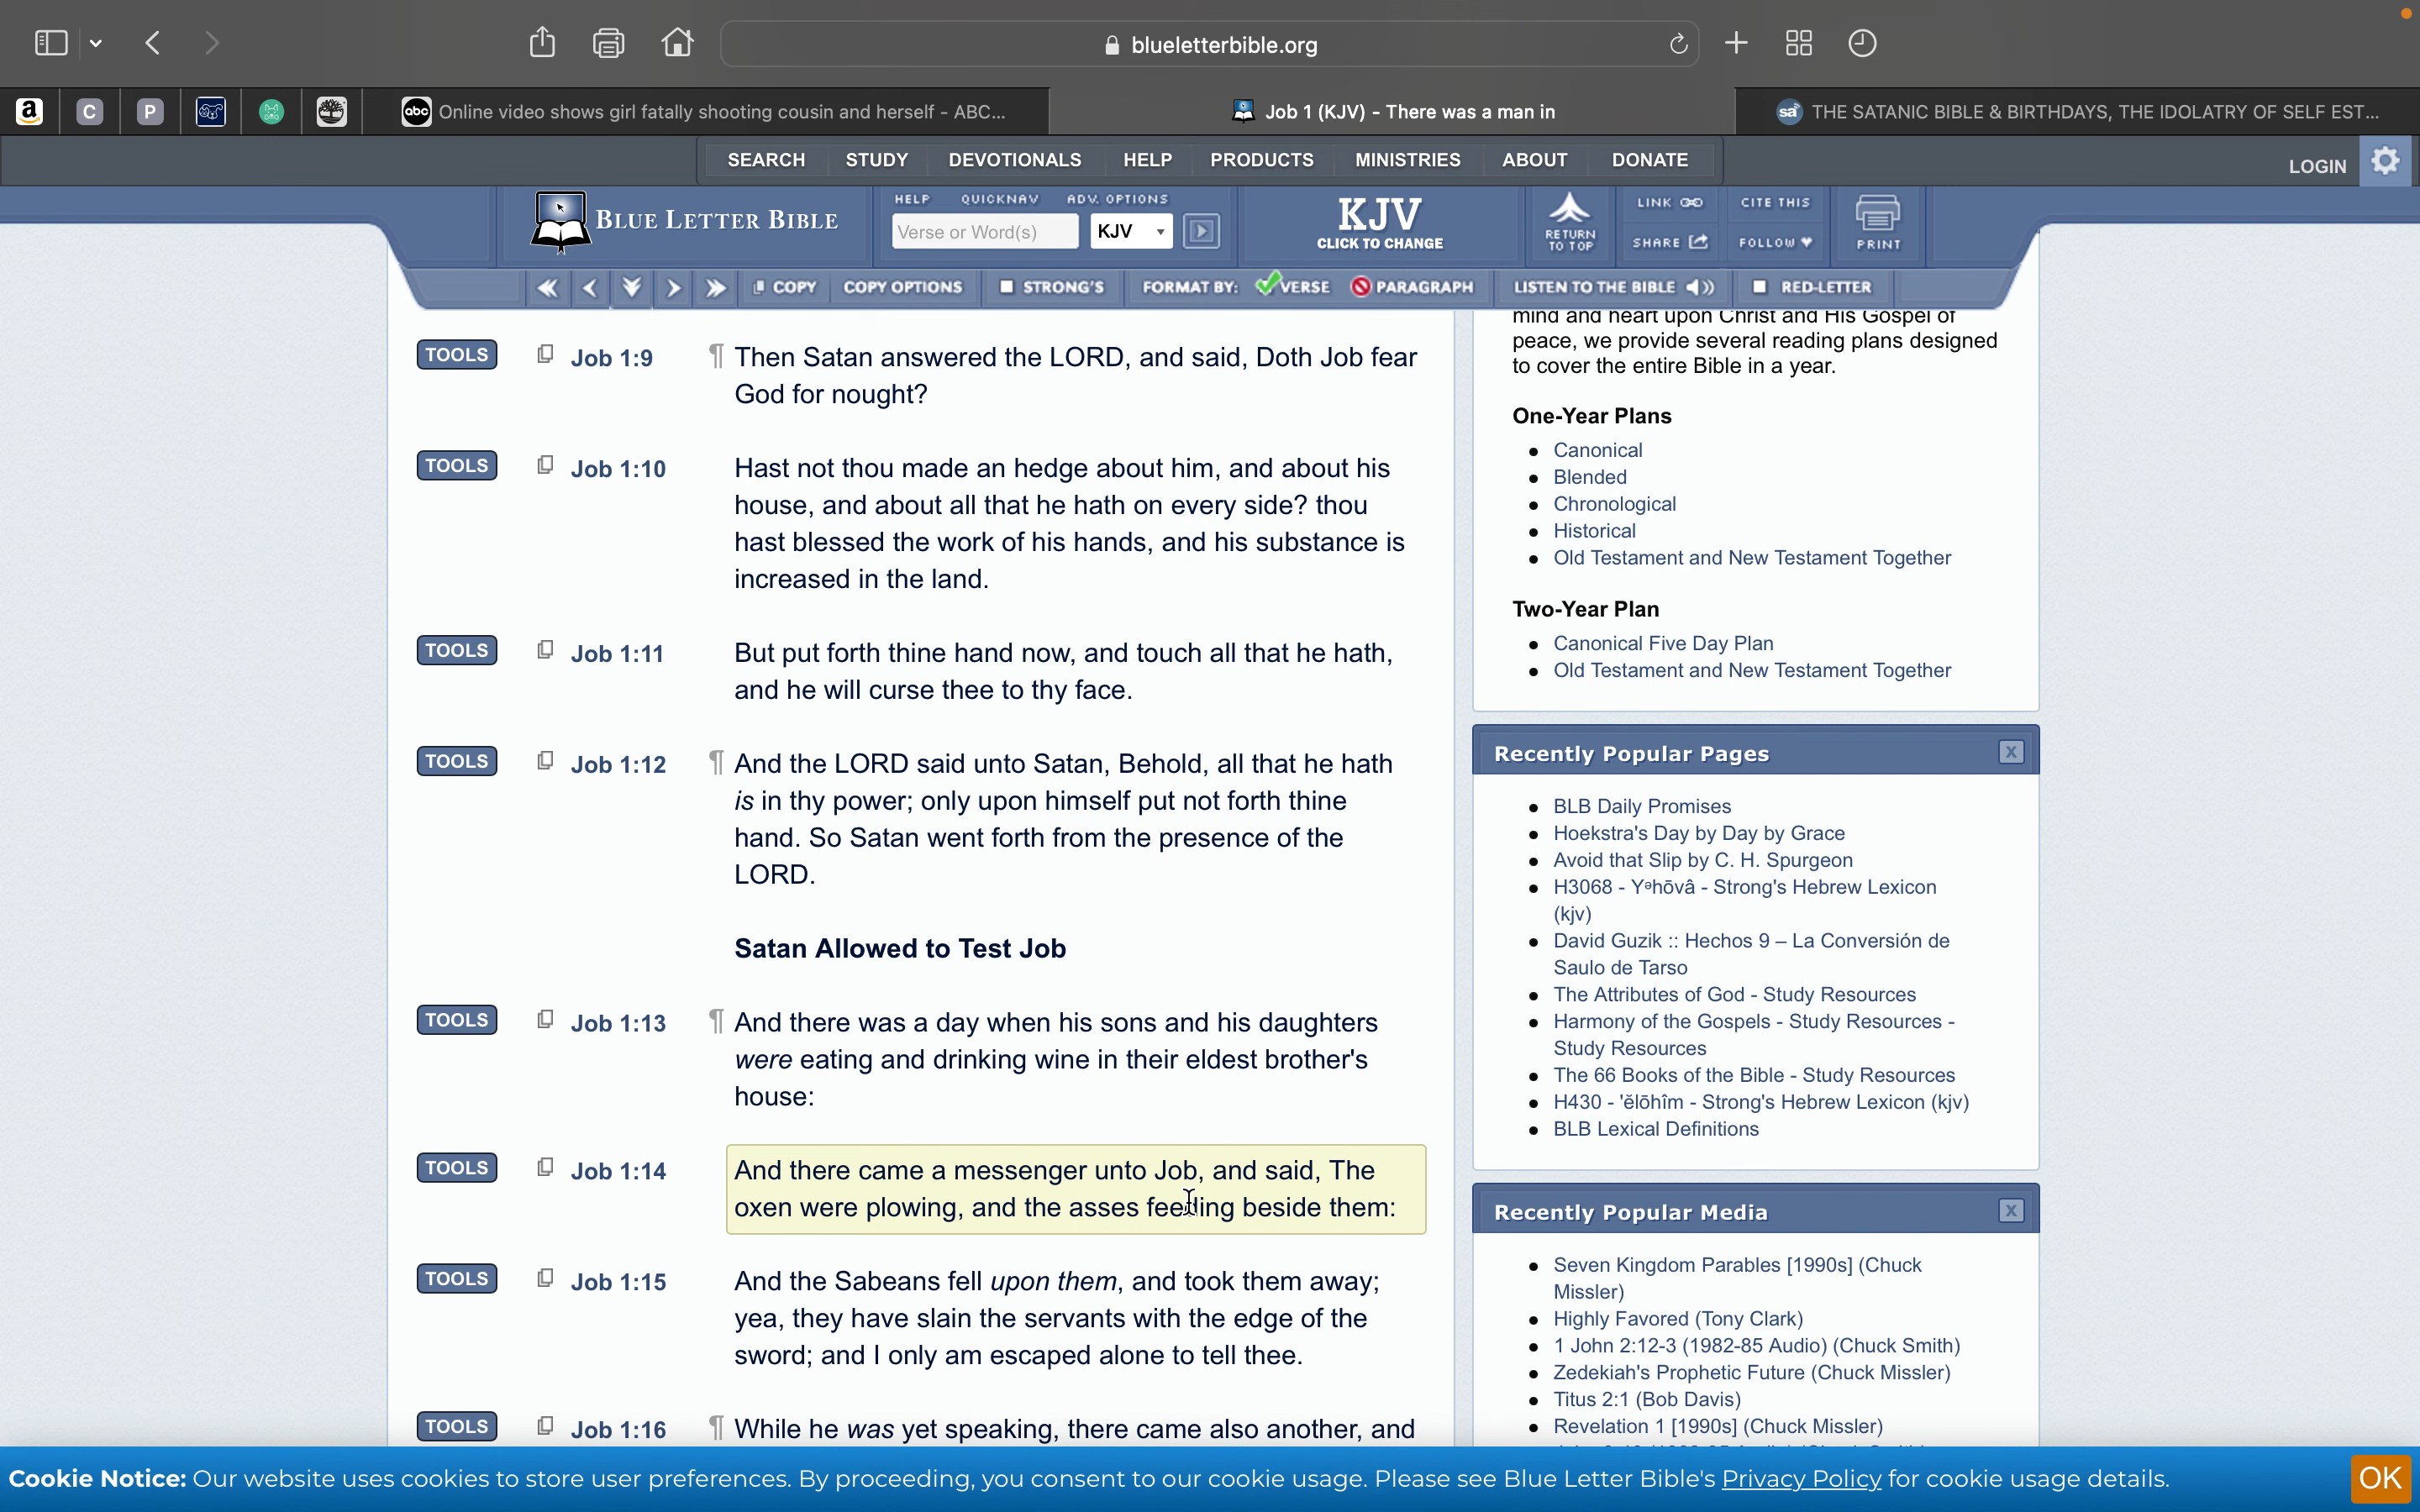 blueletterbible.org
a
C
P
abc Online video shows girl fatally shooting cousin and herself - ABC...
Job 1 (KJV) - There was a man in
sa THE SATANIC BIBLE & BIRTHDAYS, THE IDOLATRY OF SELF EST...
SEARCH STUDY DEVOTIONALS HELP PRODUCTS MINISTRIES ABOUT DONATE
LOGIN
BLUE LETTER BIBLE
HELP QUICKNAV ADV. OPTIONS
Verse or Word(s) KJV
KJV
CLICK TO CHANGE
RETURN
TO TOP
LINK CITE THIS
SHARE FOLLOW
PRINT
COPY COPY OPTIONS STRONG'S FORMAT BY: VERSE PARAGRAPH LISTEN TO THE BIBLE RED-LETTER
TOOLS Job 1:9 ¶ Then Satan answered the LORD, and said, Doth Job fear
God for nought?
TOOLS Job 1:10 Hast not thou made an hedge about him, and about his
house, and about all that he hath on every side? thou
hast blessed the work of his hands, and his substance is
increased in the land.
TOOLS Job 1:11 But put forth thine hand now, and touch all that he hath,
and he will curse thee to thy face.
TOOLS Job 1:12 ¶ And the LORD said unto Satan, Behold, all that he hath
is in thy power; only upon himself put not forth thine
hand. So Satan went forth from the presence of the
LORD.
Satan Allowed to Test Job
TOOLS Job 1:13 ¶ And there was a day when his sons and his daughters
were eating and drinking wine in their eldest brother's
house:
TOOLS Job 1:14 And there came a messenger unto Job, and said, The
oxen were plowing, and the asses feeding beside them:
TOOLS Job 1:15 And the Sabeans fell upon them, and took them away;
yea, they have slain the servants with the edge of the
sword; and I only am escaped alone to tell thee.
TOOLS Job 1:16 ¶ While he was yet speaking, there came also another, and
mind and heart upon Christ and His Gospel of
peace, we provide several reading plans designed
to cover the entire Bible in a year.
One-Year Plans
Canonical
Blended
Chronological
Historical
Old Testament and New Testament Together
Two-Year Plan
Canonical Five Day Plan
Old Testament and New Testament Together
Recently Popular Pages X
BLB Daily Promises
Hoekstra's Day by Day by Grace
Avoid that Slip by C. H. Spurgeon
H3068 - Yᵊhōvâ - Strong's Hebrew Lexicon
(kjv)
David Guzik :: Hechos 9 – La Conversión de
Saulo de Tarso
The Attributes of God - Study Resources
Harmony of the Gospels - Study Resources -
Study Resources
The 66 Books of the Bible - Study Resources
H430 - 'ĕlōhîm - Strong's Hebrew Lexicon (kjv)
BLB Lexical Definitions
Recently Popular Media X
Seven Kingdom Parables [1990s] (Chuck
Missler)
Highly Favored (Tony Clark)
1 John 2:12-3 (1982-85 Audio) (Chuck Smith)
Zedekiah's Prophetic Future (Chuck Missler)
Titus 2:1 (Bob Davis)
Revelation 1 [1990s] (Chuck Missler)
Cookie Notice: Our website uses cookies to store user preferences. By proceeding, you consent to our cookie usage. Please see Blue Letter Bible's Privacy Policy for cookie usage details.
OK